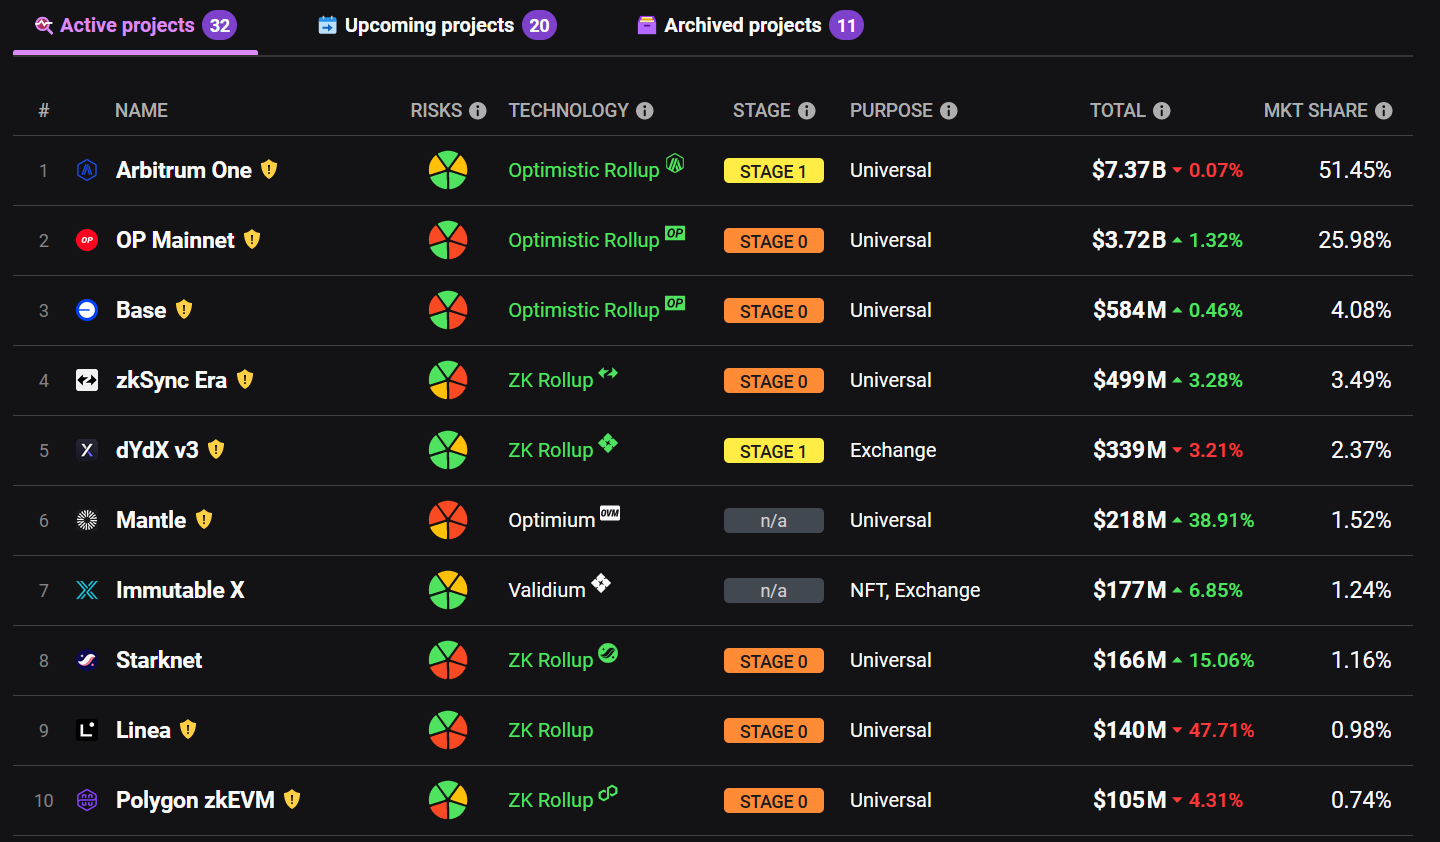 Active projects 32 Upcoming projects 20 Archived projects 11
# NAME RISKS TECHNOLOGY STAGE PURPOSE TOTAL MKT SHARE
1 Arbitrum One Optimistic Rollup STAGE 1 Universal $7.37B 0.07% 51.45%
2 OP OP Mainnet Optimistic Rollup OP STAGE 0 Universal $3.72B 1.32% 25.98%
3 Base Optimistic Rollup OP STAGE 0 Universal $584M 0.46% 4.08%
4 zkSync Era ZK Rollup STAGE 0 Universal $499M 3.28% 3.49%
5 dYdX v3 ZK Rollup STAGE 1 Exchange $339M 3.21% 2.37%
6 Mantle Optimium OVM n/a Universal $218M 38.91% 1.52%
7 Immutable X Validium n/a NFT, Exchange $177M 6.85% 1.24%
8 Starknet ZK Rollup STAGE 0 Universal $166M 15.06% 1.16%
9 Linea ZK Rollup STAGE 0 Universal $140M 47.71% 0.98%
10 Polygon zkEVM ZK Rollup STAGE 0 Universal $105M 4.31% 0.74%